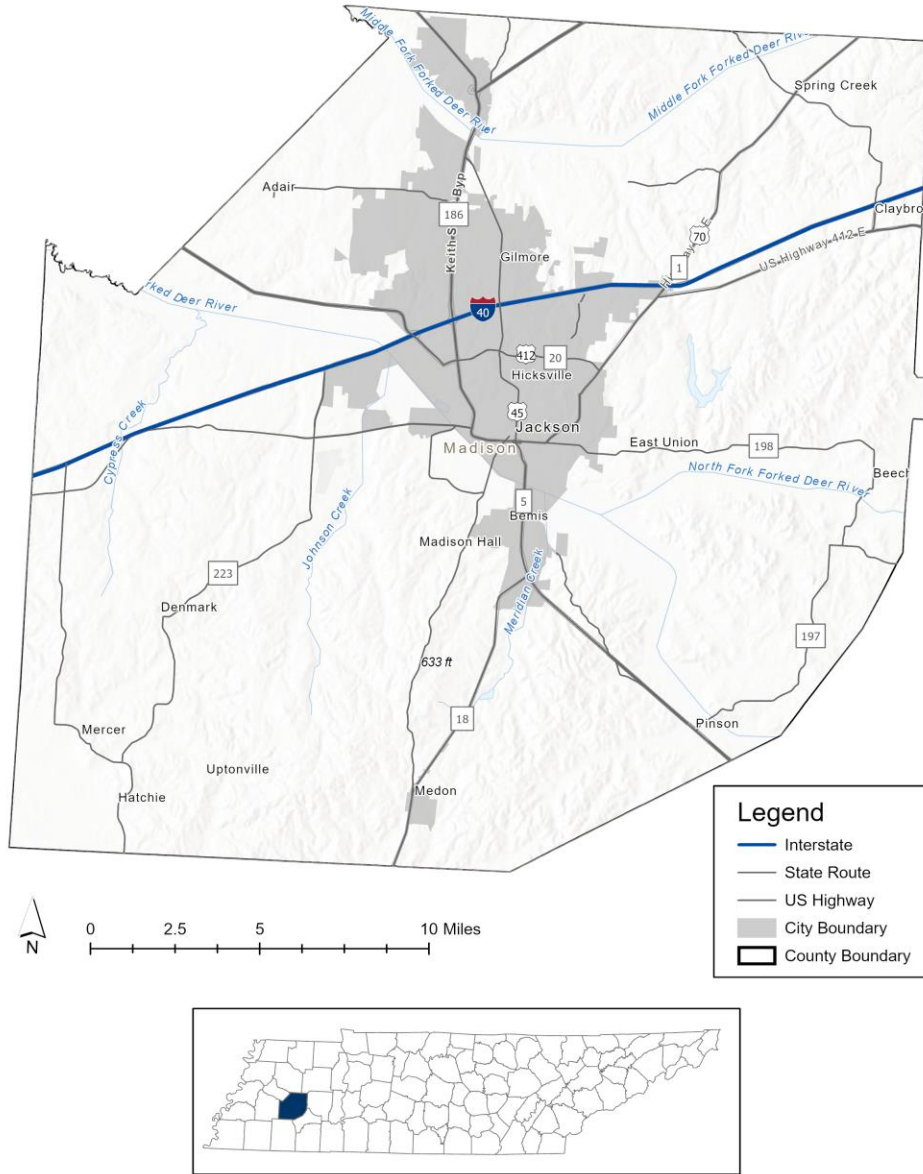 Middle Fork Forked Deer River
Middle Fork Forked Deer River
Spring Creek
Adair
Keith S
Byp
186
Gilmore
70
Claybro
1
US Highway 412 E
orked Deer River
40
412
20
Hicksville
45
Jackson
Madison
East Union
198
Cypress Creek
North Fork Forked Deer River
Beech
5
Bemis
Madison Hall
Johnson Creek
Meridian Creek
223
Denmark
197
633 ft
18
Pinson
Mercer
Uptonville
Medon
Hatchie
Legend
Interstate
State Route
US Highway
City Boundary
County Boundary
N
0 2.5 5 10 Miles